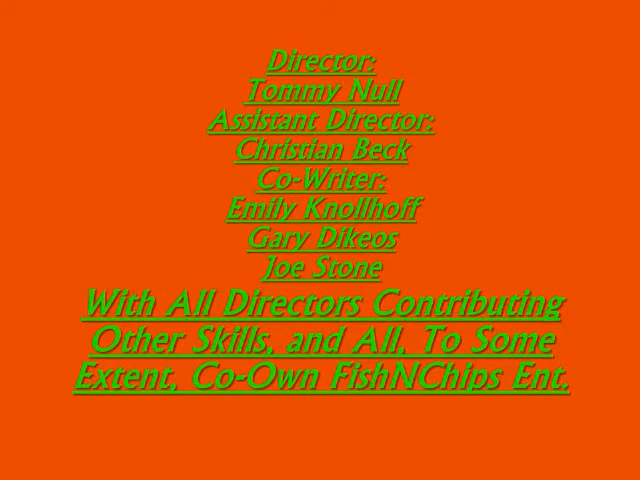 Director:
Tommy Null
Assistant Director:
Christian Beck
Co-Writer:
Emily Knollhoff
Gary Dikeos
Joe Stone
With All Directors Contributing
Other Skills, and All, To Some
Extent, Co-Own FishNChips Ent.